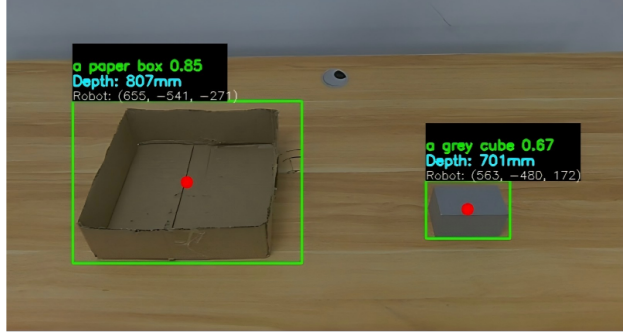 a paper box 0.85
Depth: 807mm
Robot: (655, −541, −271)
a grey cube 0.67
Depth: 701mm
Robot: (563, −480, 172)